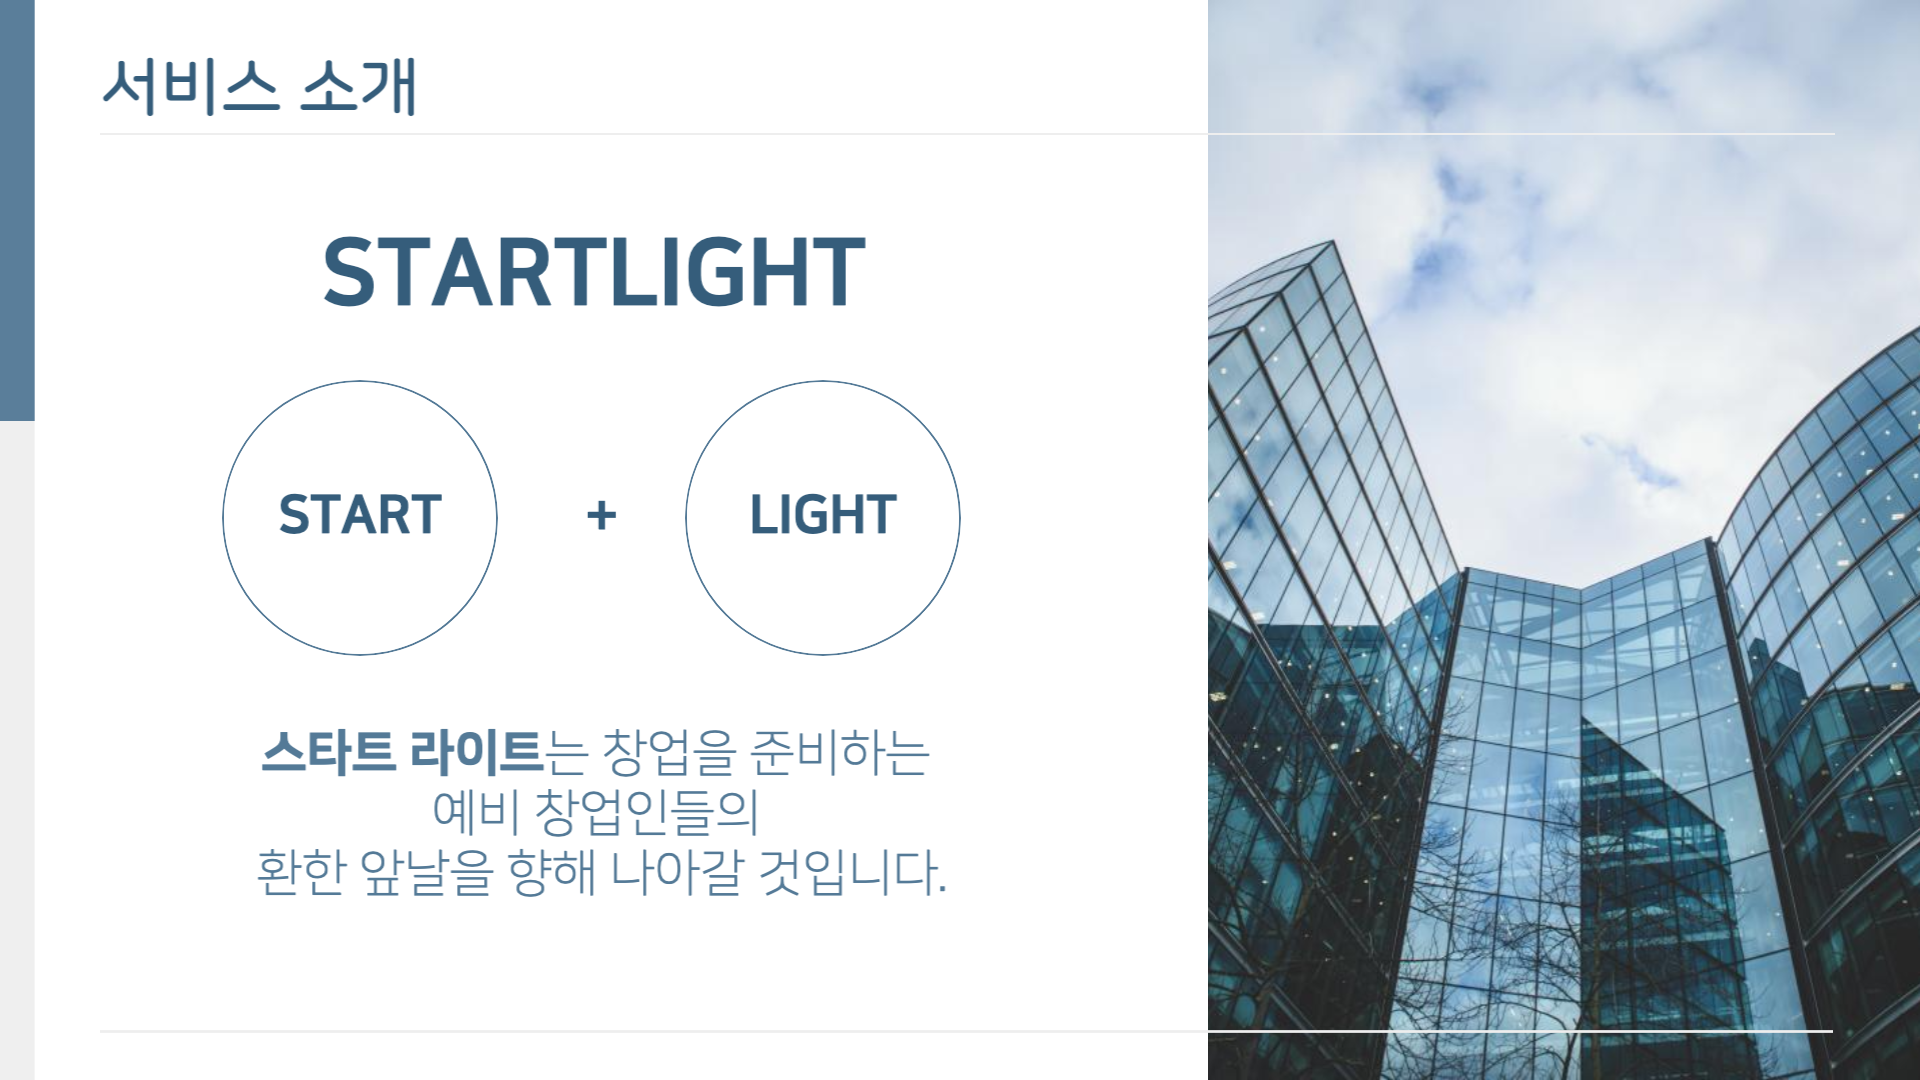 서비스 소개
STARTLIGHT
START + LIGHT
스타트 라이트는 창업을 준비하는
예비 창업인들의
환한 앞날을 향해 나아갈 것입니다.